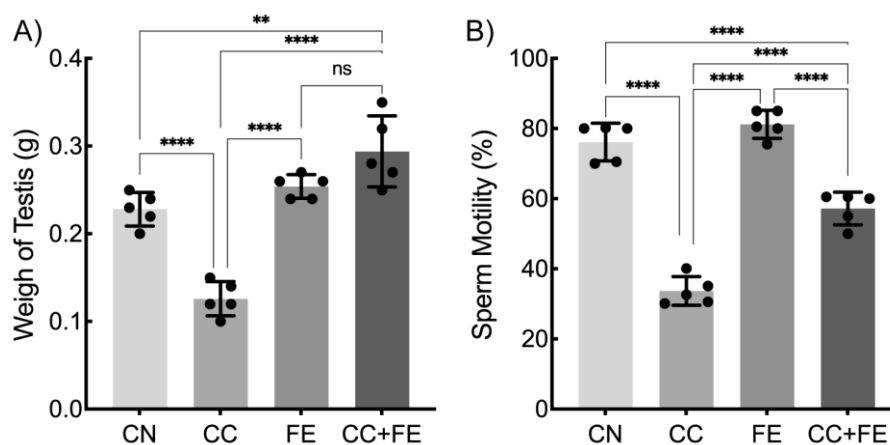 A)
**
****
ns
****
****
Weigh of Testis (g)
0.4
0.3
0.2
0.1
0.0
CN CC FE CC+FE
B)
****
****
**** **** ****
Sperm Motility (%)
100
80
60
40
20
0
CN CC FE CC+FE